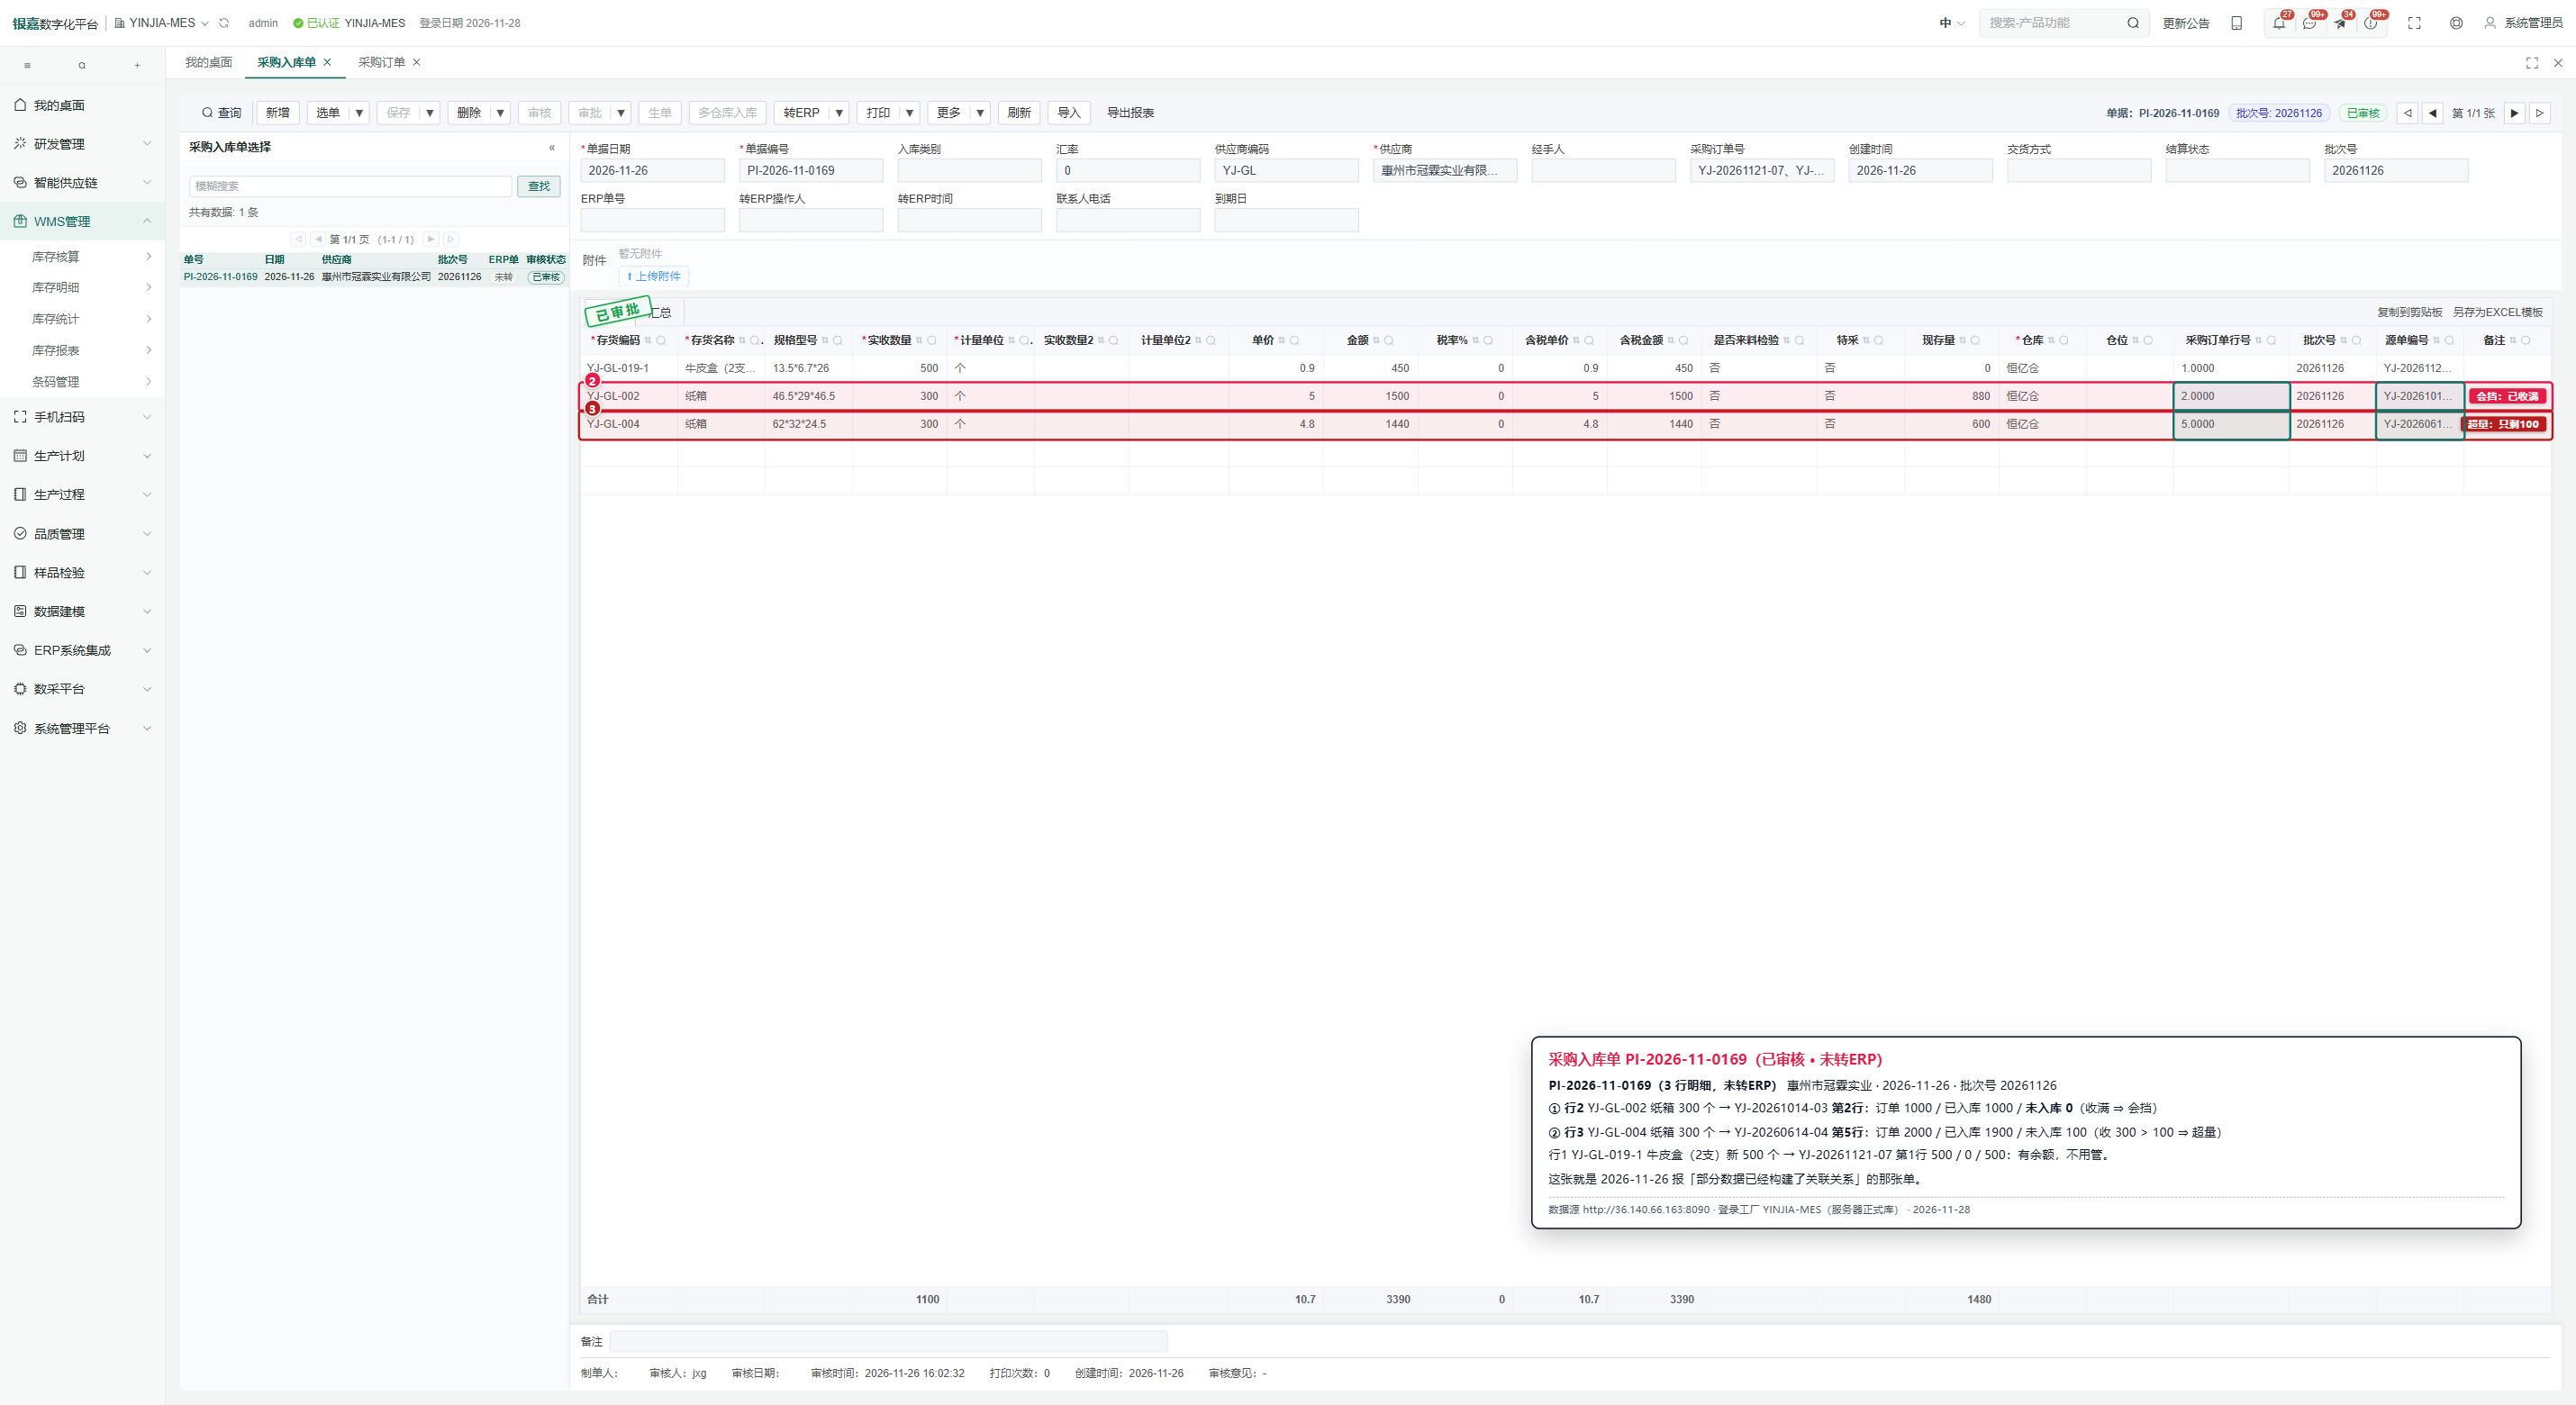 银嘉数字化平台 YINJIA-MES admin 已认证 YINJIA-MES 登录日期 2026-11-28 中 搜索-产品功能 更新公告 27 99+ 34 99+ 系统管理员
我的桌面 采购入库单 采购订单
我的桌面
研发管理
智能供应链
WMS管理
库存核算
库存明细
库存统计
库存报表
条码管理
手机扫码
生产计划
生产过程
品质管理
样品检验
数据建模
ERP系统集成
数采平台
系统管理平台
查询 新增 选单 保存 删除 审核 审批 生单 多仓库入库 转ERP 打印 更多 刷新 导入 导出报表 单据：PI-2026-11-0169 批次号: 20261126 已审核 第 1/1 张
采购入库单选择
模糊搜索 查找
共有数据: 1 条
第 1/1 页 (1-1 / 1)
单号 日期 供应商 批次号 ERP单 审核状态
PI-2026-11-0169 2026-11-26 惠州市冠霖实业有限公司 20261126 未转 已审核
*单据日期 *单据编号 入库类别 汇率 供应商编码 *供应商 经手人 采购订单号 创建时间 交货方式 结算状态 批次号
2026-11-26 PI-2026-11-0169 0 YJ-GL 惠州市冠霖实业有限... YJ-20261121-07、YJ-... 2026-11-26 20261126
ERP单号 转ERP操作人 转ERP时间 联系人电话 到期日
附件 暂无附件
上传附件
已审批 汇总 复制到剪贴板 另存为EXCEL模板
*存货编码 *存货名称 规格型号 *实收数量 *计量单位 实收数量2 计量单位2 单价 金额 税率% 含税单价 含税金额 是否来料检验 特采 现存量 *仓库 仓位 采购订单行号 批次号 源单编号 备注
YJ-GL-019-1 牛皮盒（2支... 13.5*6.7*26 500 个 0.9 450 0 0.9 450 否 否 0 恒亿仓 1.0000 20261126 YJ-2026112...
2 YJ-GL-002 纸箱 46.5*29*46.5 300 个 5 1500 0 5 1500 否 否 880 恒亿仓 2.0000 20261126 YJ-2026101... 会挡：已收满
3 YJ-GL-004 纸箱 62*32*24.5 300 个 4.8 1440 0 4.8 1440 否 否 600 恒亿仓 5.0000 20261126 YJ-2026061... 超量：只剩100
采购入库单 PI-2026-11-0169（已审核 • 未转ERP）
PI-2026-11-0169（3 行明细，未转ERP） 惠州市冠霖实业 · 2026-11-26 · 批次号 20261126
① 行2 YJ-GL-002 纸箱 300 个 → YJ-20261014-03 第2行：订单 1000 / 已入库 1000 / 未入库 0（收满 ⇒ 会挡）
② 行3 YJ-GL-004 纸箱 300 个 → YJ-20260614-04 第5行：订单 2000 / 已入库 1900 / 未入库 100（收 300 > 100 ⇒ 超量）
行1 YJ-GL-019-1 牛皮盒（2支）新 500 个 → YJ-20261121-07 第1行 500 / 0 / 500：有余额，不用管。
这张就是 2026-11-26 报「部分数据已经构建了关联关系」的那张单。
数据源 http://36.140.66.163:8090 · 登录工厂 YINJIA-MES（服务器正式库） · 2026-11-28
合计 1100 10.7 3390 0 10.7 3390 1480
备注
制单人： 审核人：jxg 审核日期： 审核时间：2026-11-26 16:02:32 打印次数：0 创建时间：2026-11-26 审核意见：-